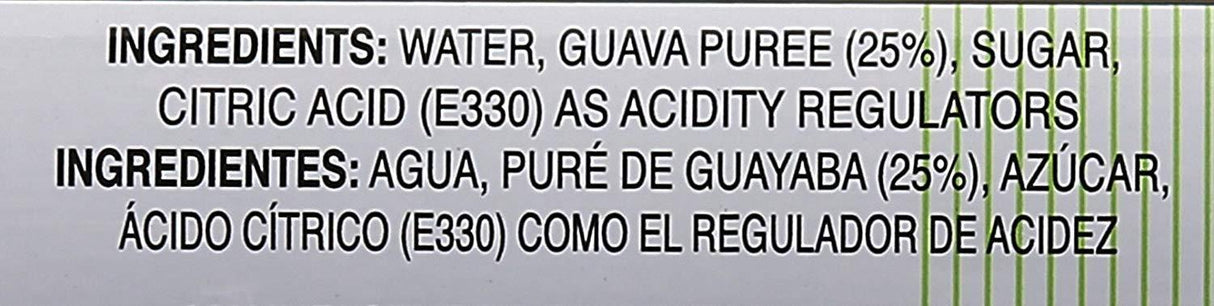 INGREDIENTS: WATER, GUAVA PUREE (25%), SUGAR,
CITRIC ACID (E330) AS ACIDITY REGULATORS
INGREDIENTES: AGUA, PURÉ DE GUAYABA (25%), AZÚCAR,
ÁCIDO CÍTRICO (E330) COMO EL REGULADOR DE ACIDEZ